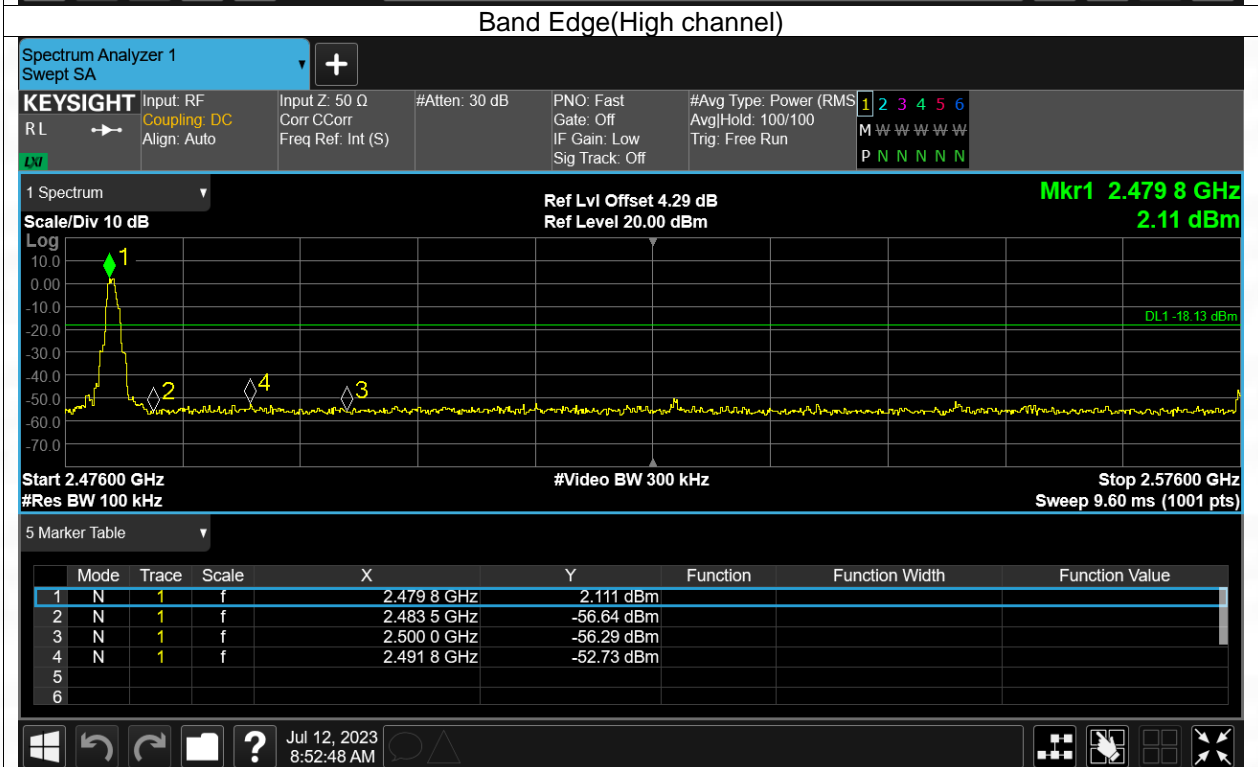 Band Edge(High channel)
Spectrum Analyzer 1
Swept SA
KEYSIGHT Input: RF Input Z: 50 Ω #Atten: 30 dB PNO: Fast #Avg Type: Power (RMS 1 2 3 4 5 6
RL Coupling: DC Corr CCorr Gate: Off Avg|Hold: 100/100 M W W W W W
Align: Auto Freq Ref: Int (S) IF Gain: Low Trig: Free Run
LXI Sig Track: Off P N N N N N
1 Spectrum Ref Lvl Offset 4.29 dB Mkr1 2.479 8 GHz
Scale/Div 10 dB Ref Level 20.00 dBm 2.11 dBm
Log
1
10.0
0.00
-10.0
DL1 -18.13 dBm
-20.0
-30.0
-40.0
2 4 3
-50.0
-60.0
-70.0
Start 2.47600 GHz #Video BW 300 kHz Stop 2.57600 GHz
#Res BW 100 kHz Sweep 9.60 ms (1001 pts)
5 Marker Table
Mode Trace Scale X Y Function Function Width Function Value
1 N 1 f 2.479 8 GHz 2.111 dBm
2 N 1 f 2.483 5 GHz -56.64 dBm
3 N 1 f 2.500 0 GHz -56.29 dBm
4 N 1 f 2.491 8 GHz -52.73 dBm
5
6
? Jul 12, 2023
8:52:48 AM